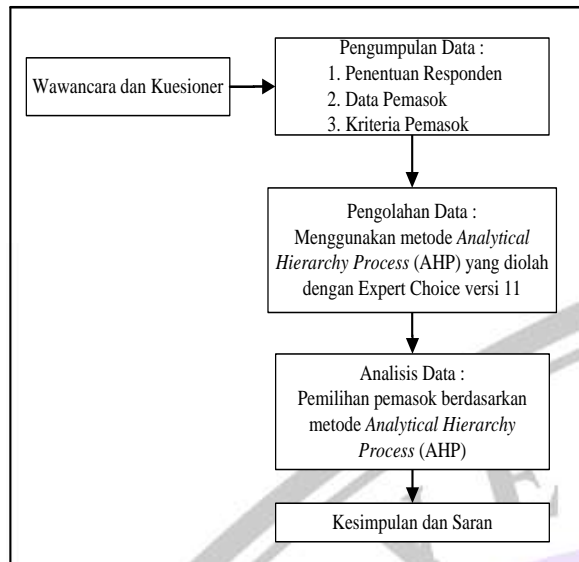 Wawancara dan Kuesioner
Pengumpulan Data :
1. Penentuan Responden
2. Data Pemasok
3. Kriteria Pemasok
Pengolahan Data :
Menggunakan metode Analytical
Hierarchy Process (AHP) yang diolah
dengan Expert Choice versi 11
Analisis Data :
Pemilihan pemasok berdasarkan
metode Analytical Hierarchy
Process (AHP)
Kesimpulan dan Saran